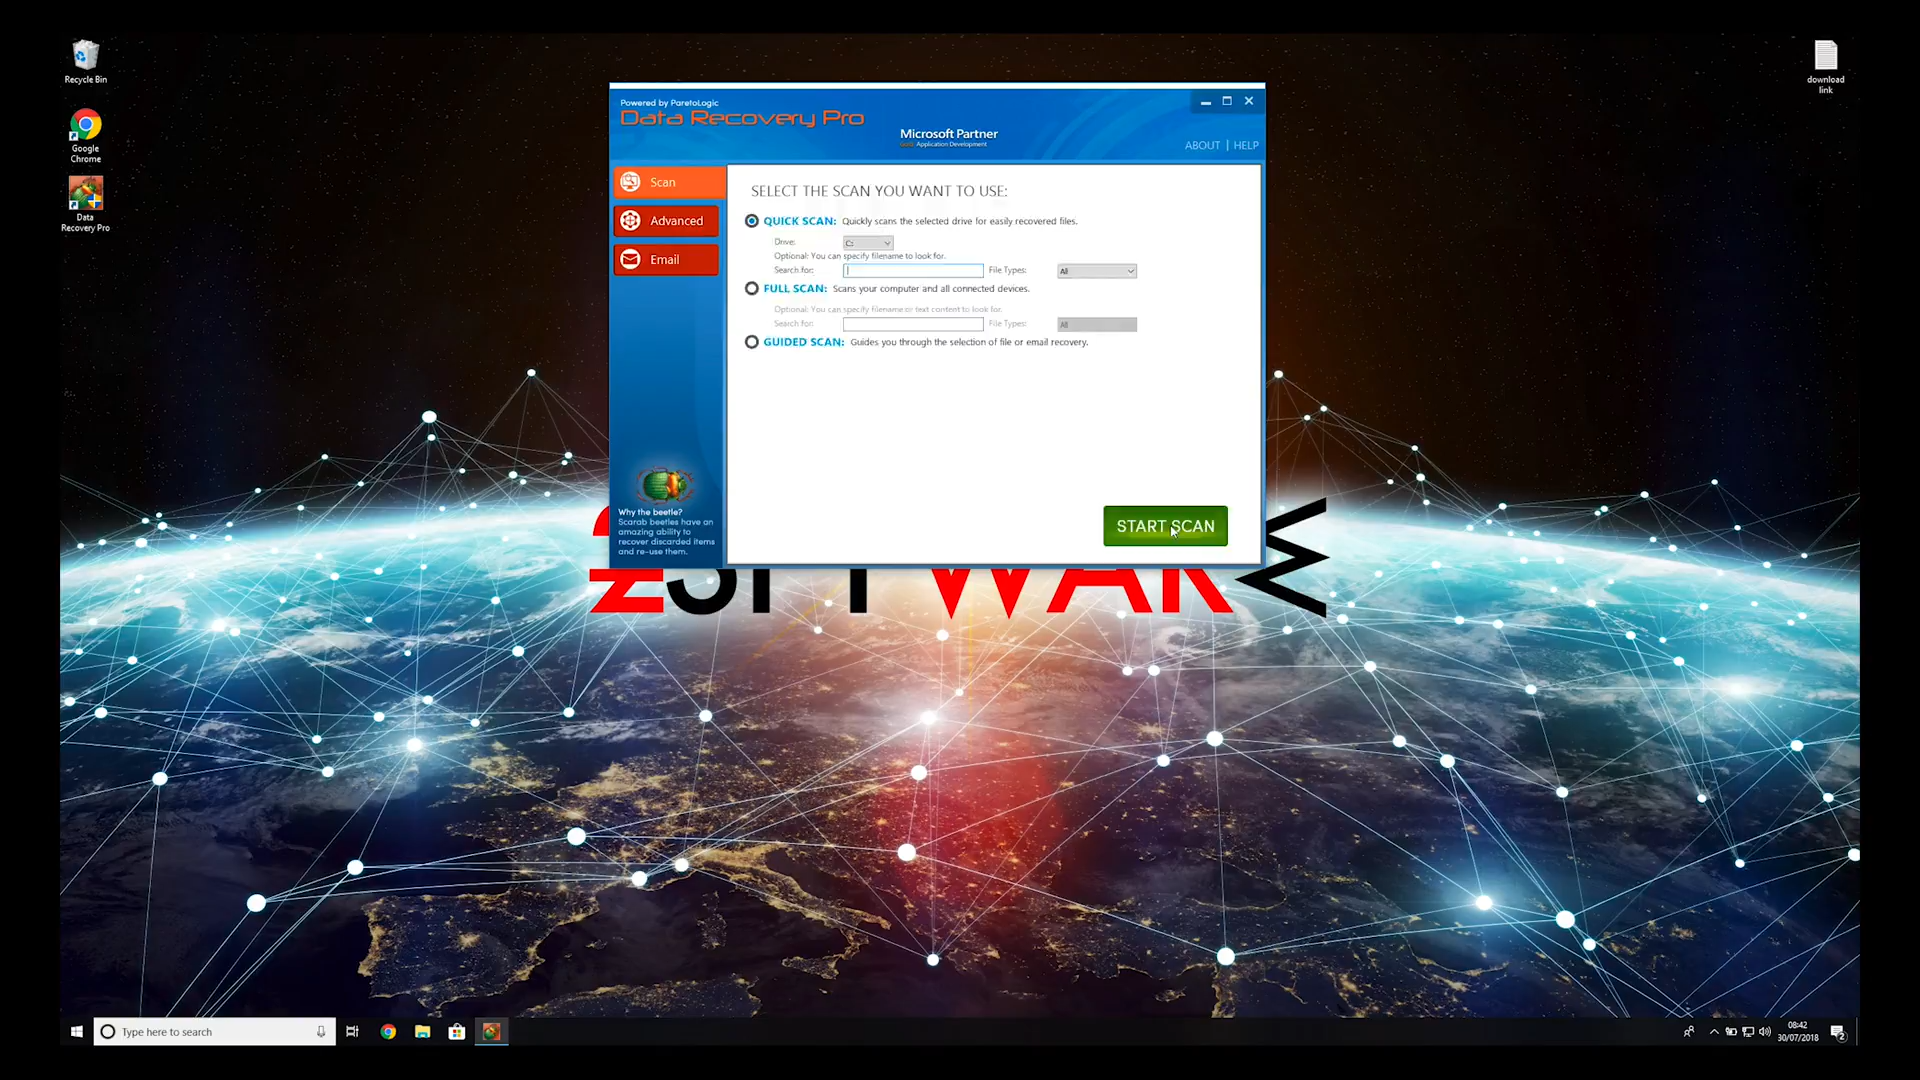 Recycle Bin
Google
Chrome
Data
Recovery Pro
download
link
Powered by ParetoLogic
Data Recovery Pro
Microsoft Partner
Gold Application Development
ABOUT | HELP
Scan
Advanced
Email
SELECT THE SCAN YOU WANT TO USE:
QUICK SCAN: Quickly scans the selected drive for easily recovered files.
Drive: C:
Optional: You can specify filename to look for.
Search for: File Types: All
FULL SCAN: Scans your computer and all connected devices.
Optional: You can specify filename or text content to look for.
Search for: File Types: All
GUIDED SCAN: Guides you through the selection of file or email recovery.
Why the beetle?
Scarab beetles have an
amazing ability to
recover discarded items
and re-use them.
START SCAN
2SPYWARE
Type here to search
08:42
30/07/2018
2